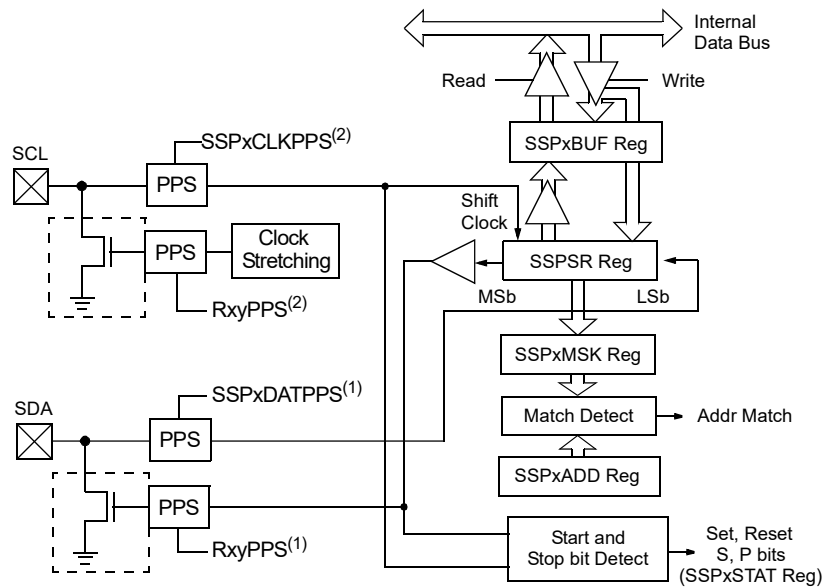 Internal
Data Bus
Read
Write
SSPxCLKPPS(2)
SSPxBUF Reg
SCL
PPS
Shift
Clock
PPS
Clock
Stretching
SSPSR Reg
MSb
LSb
RxyPPS(2)
SSPxMSK Reg
SSPxDATPPS(1)
SDA
PPS
Match Detect
Addr Match
SSPxADD Reg
PPS
Start and
Stop bit Detect
Set, Reset
S, P bits
(SSPxSTAT Reg)
RxyPPS(1)